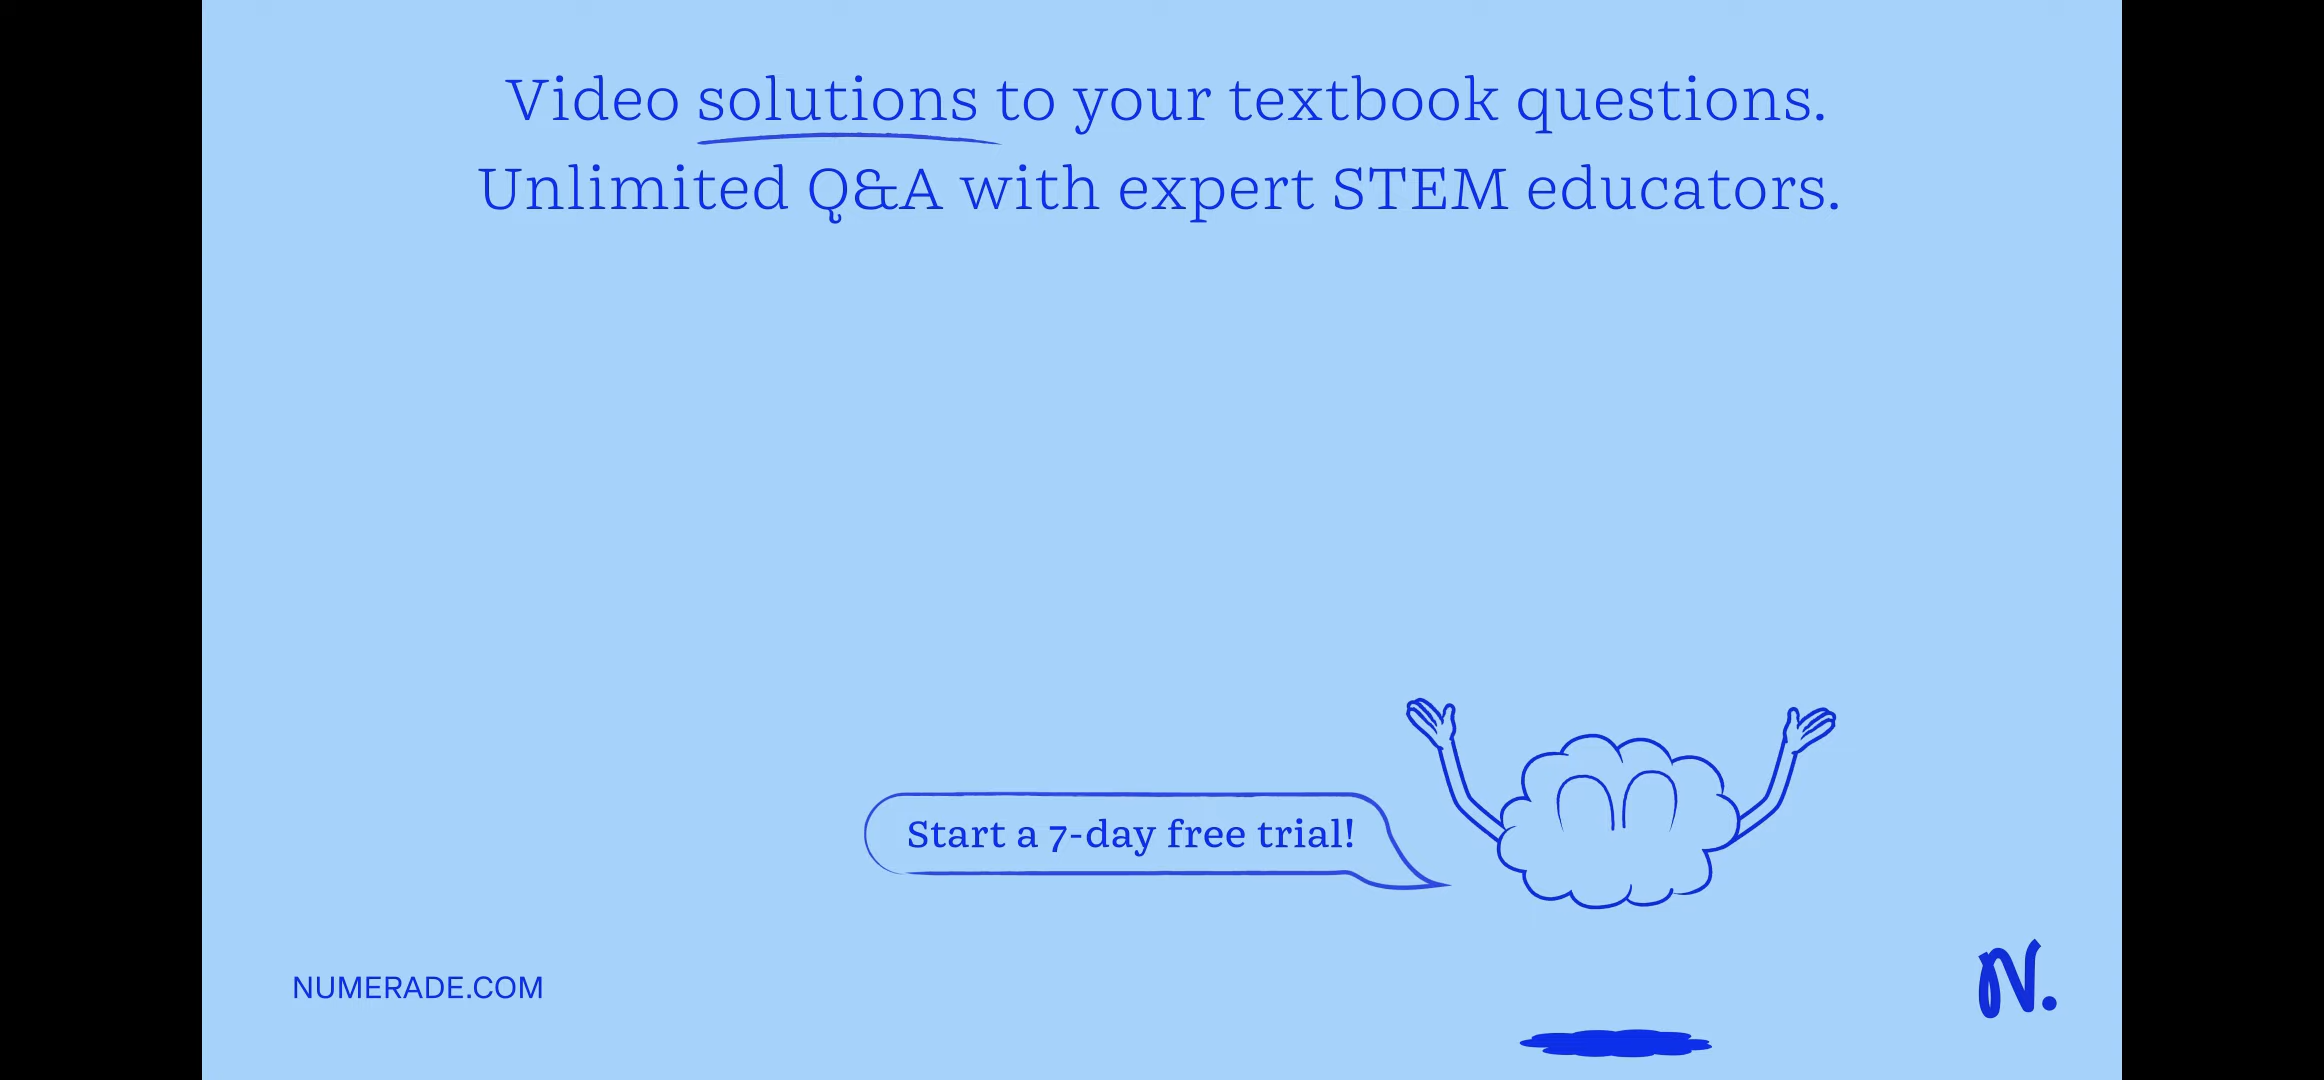 Video solutions to your textbook questions.
Unlimited Q&A with expert STEM educators.
Start a 7-day free trial!
NUMERADE.COM
N.